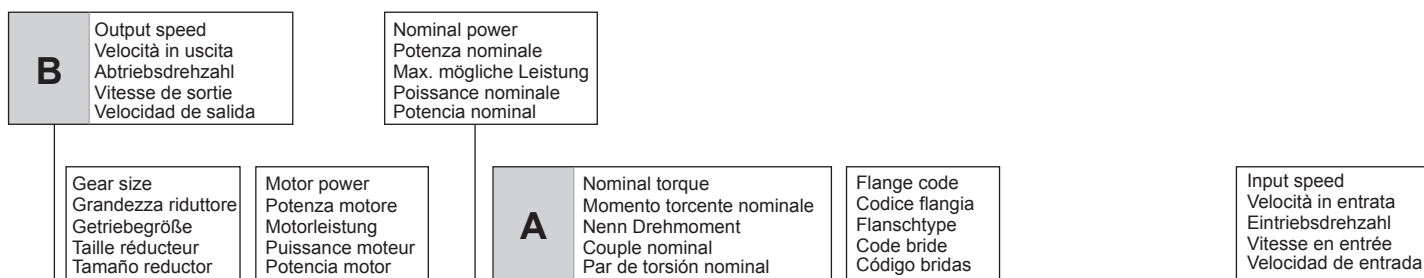 B
Output speed
Velocità in uscita
Abtriebsdrehzahl
Vitesse de sortie
Velocidad de salida
Nominal power
Potenza nominale
Max. mögliche Leistung
Poissance nominale
Potencia nominal
Gear size
Grandezza riduttore
Getriebegröße
Taille réducteur
Tamaño reductor
Motor power
Potenza motore
Motorleistung
Puissance moteur
Potencia motor
A
Nominal torque
Momento torcente nominale
Nenn Drehmoment
Couple nominal
Par de torsión nominal
Flange code
Codice flangia
Flanschtype
Code bride
Código bridas
Input speed
Velocità in entrata
Eintriebsdrehzahl
Vitesse en entrée
Velocidad de entrada